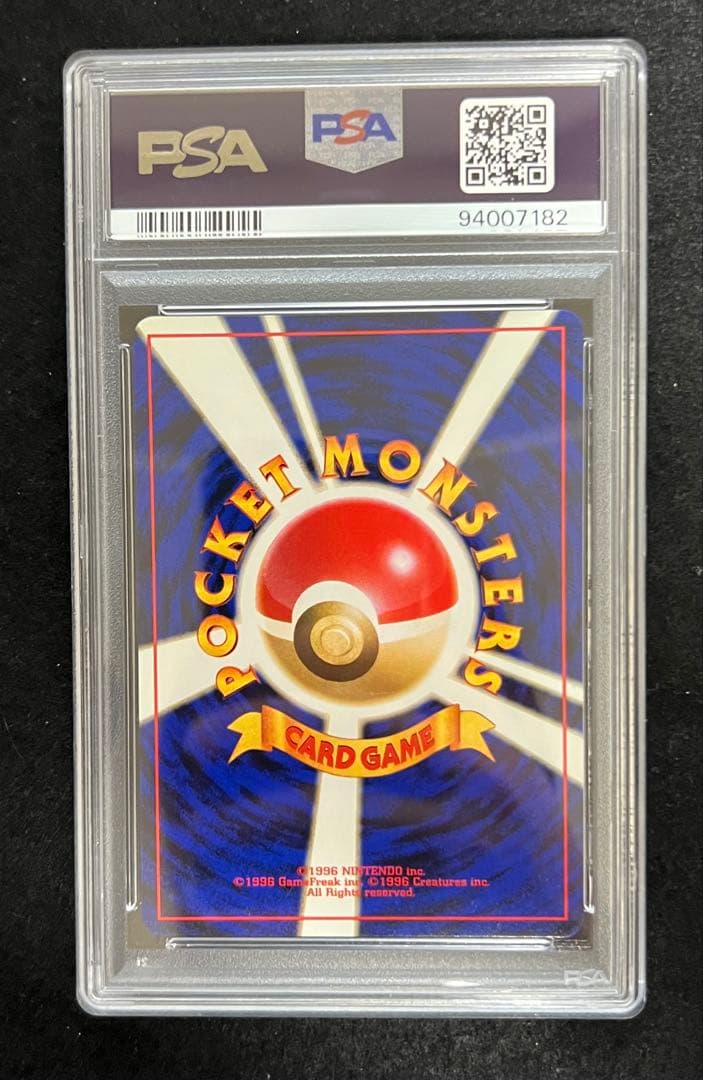 PSA
PSA
94007182
POCKET MONSTERS
CARD GAME
©1996 NINTENDO inc.
©1996 GameFreak inc. ©1996 Creatures inc.
All Rights reserved.
PSA